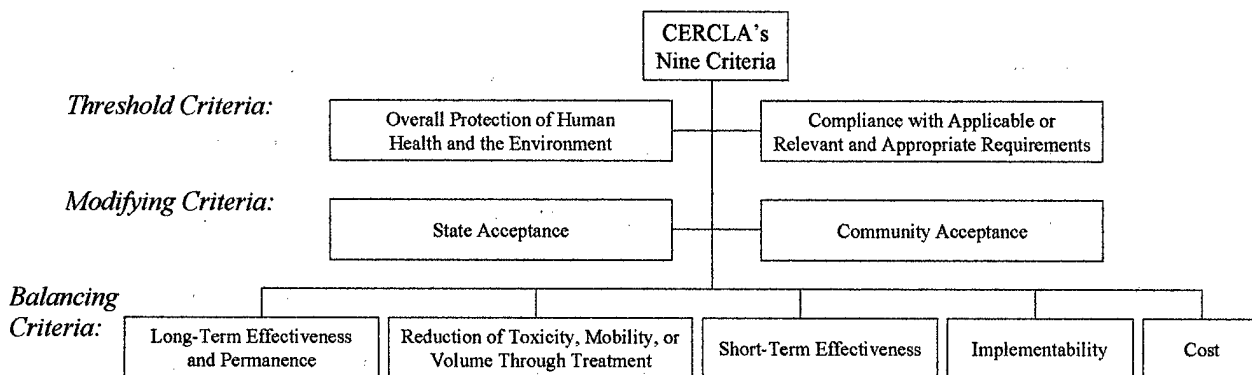 CERCLA's
Nine Criteria
Threshold Criteria:
Overall Protection of Human
Health and the Environment
Compliance with Applicable or
Relevant and Appropriate Requirements
Modifying Criteria:
State Acceptance
Community Acceptance
Balancing
Criteria:
Long-Term Effectiveness
and Permanence
Reduction of Toxicity, Mobility, or
Volume Through Treatment
Short-Term Effectiveness
Implementability
Cost